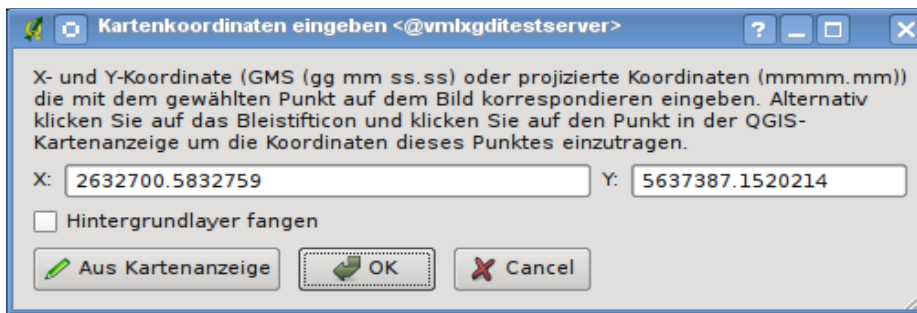 Kartenkoordinaten eingeben <@vmlxgditestserver>
X- und Y-Koordinate (GMS (gg mm ss.ss) oder projizierte Koordinaten (mmmm.mm))
die mit dem gewählten Punkt auf dem Bild korrespondieren eingeben. Alternativ
klicken Sie auf das Bleistifticon und klicken Sie auf den Punkt in der QGIS-
Kartenanzeige um die Koordinaten dieses Punktes einzutragen.
X: 2632700.5832759 Y: 5637387.1520214
Hintergrundlayer fangen
Aus Kartenanzeige OK Cancel